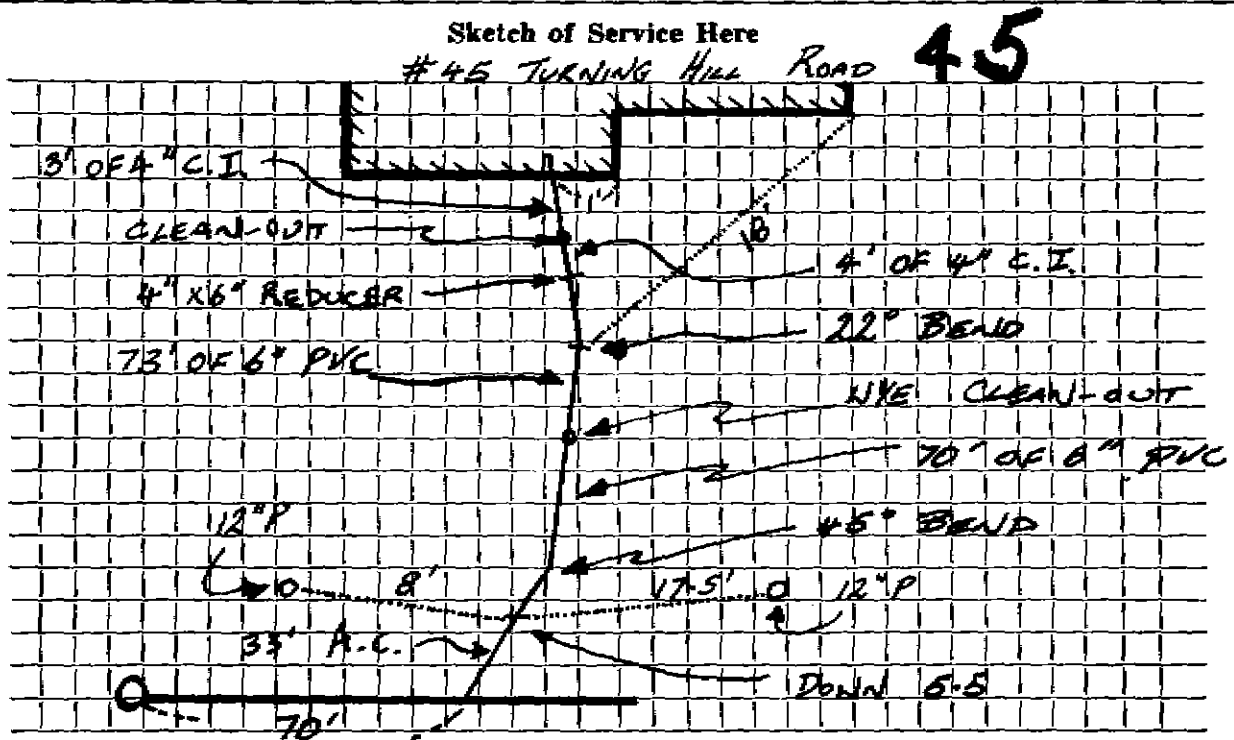 Sketch of Service Here
#45 TURNING HILL ROAD 45
3' OF 4" C.I.
1'
CLEAN-OUT
18'
4' OF 4" C.I.
4" X 6" REDUCER
22° BEND
73' OF 6" PVC
WYE CLEAN-OUT
70' OF 6" PVC
45° BEND
12"P
8'
17.5'
12"P
33' A.C.
DOWN 5.5
70'